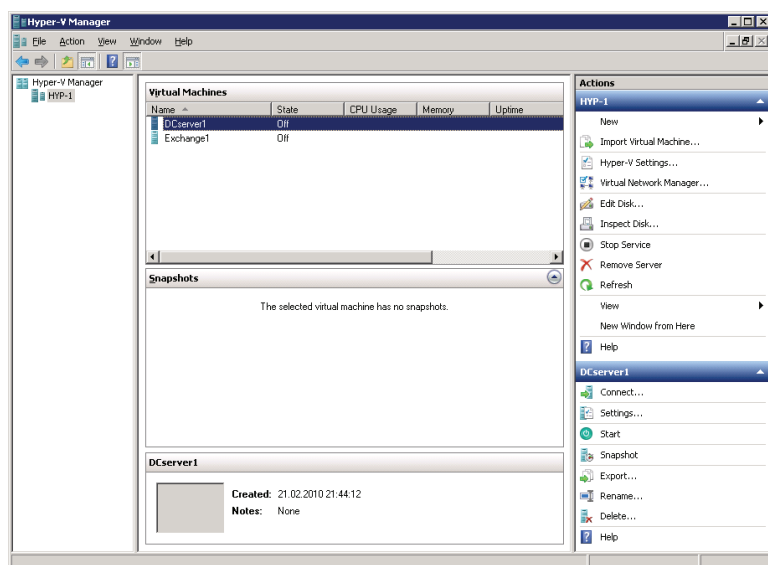 Hyper-V Manager
File Action View Window Help
Hyper-V Manager
HYP-1
Virtual Machines
Name State CPU Usage Memory Uptime
DCserver1 Off
Exchange1 Off
Snapshots
The selected virtual machine has no snapshots.
DCserver1
Created: 21.02.2010 21:44:12
Notes: None
Actions
HYP-1
New
Import Virtual Machine...
Hyper-V Settings...
Virtual Network Manager...
Edit Disk...
Inspect Disk...
Stop Service
Remove Server
Refresh
View
New Window from Here
Help
DCserver1
Connect...
Settings...
Start
Snapshot
Export...
Rename...
Delete...
Help